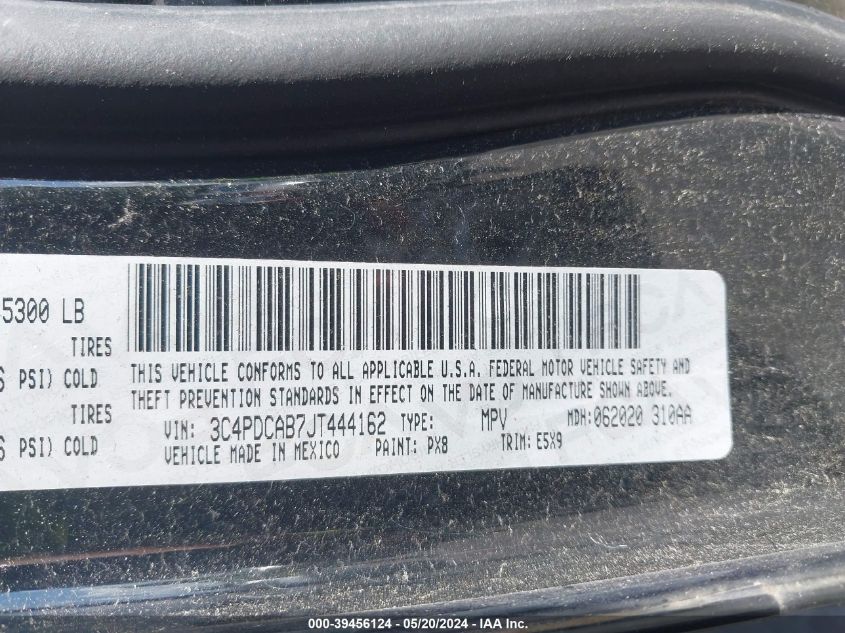 5300 LB
TIRES
PSI) COLD
TIRES
PSI) COLD
THIS VEHICLE CONFORMS TO ALL APPLICABLE U.S.A. FEDERAL MOTOR VEHICLE SAFETY AND
THEFT PREVENTION STANDARDS IN EFFECT ON THE DATE OF MANUFACTURE SHOWN ABOVE.
VIN: 3C4PDCAB7JT444162 TYPE: MPV MDH:062020 310AA
VEHICLE MADE IN MEXICO PAINT: PX8 TRIM: E5X9
000-39456124 - 05/20/2024 - IAA Inc.